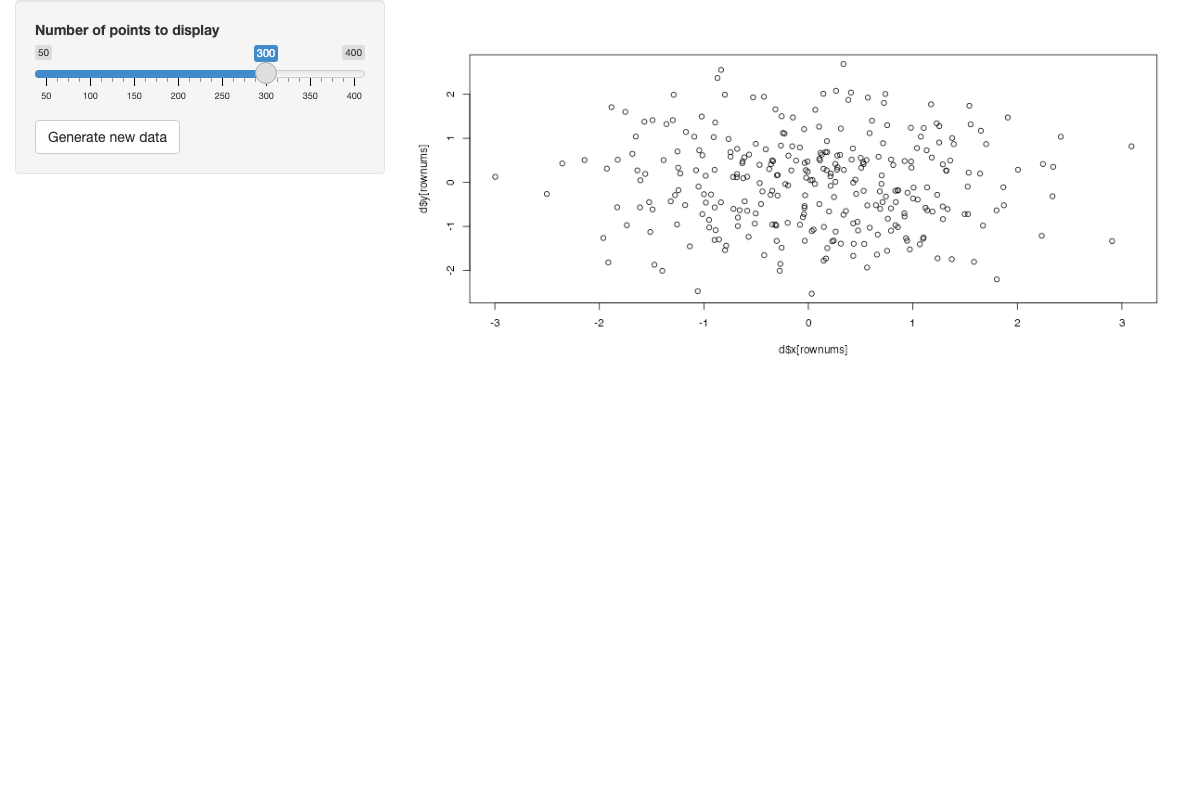 Number of points to display
50 300 400
50 100 150 200 250 300 350 400
Generate new data
2
1
0
-1
-2
d$y[rownums]
-3 -2 -1 0 1 2 3
d$x[rownums]